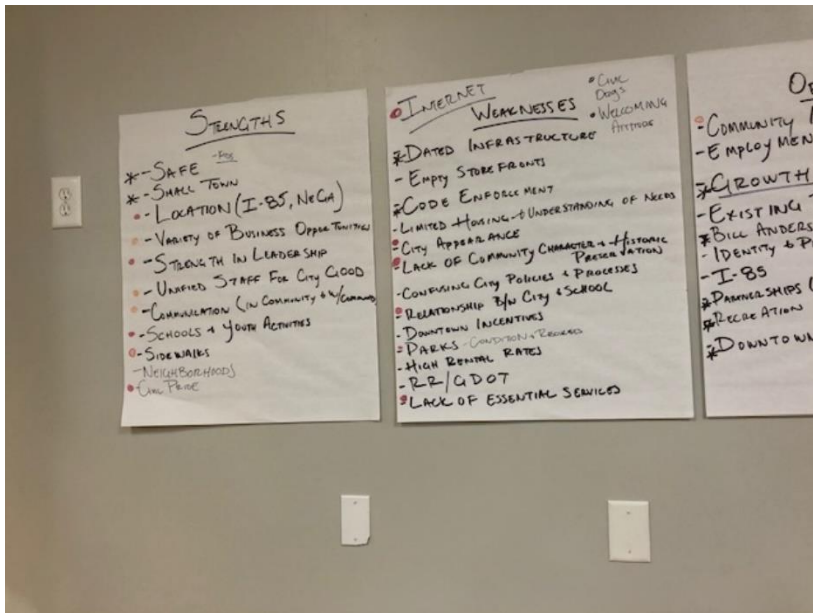 STRENGTHS
* - SAFE
* - SMALL TOWN
- LOCATION (I-85, NEGA)
- VARIETY OF BUSINESS OPPORTUNITIES
- STRENGTH IN LEADERSHIP
- UNIFIED STAFF FOR CITY GOOD
- COMMUNICATION (IN COMMUNITY & W/
- SCHOOLS & YOUTH ACTIVITIES
- SIDEWALKS
- NEIGHBORHOODS
- CIVIC PRIDE
INTERNET
WEAKNESSES
• CIVIC
• WELCOMING
ATTITUDE
* DATED INFRASTRUCTURE
- EMPTY STOREFRONTS
* CODE ENFORCEMENT
- LIMITED HOUSING & UNDERSTANDING OF NEEDS
- CITY APPEARANCE
- LACK OF COMMUNITY CHARACTER & HISTORIC
PRESERVATION
- CONFUSING CITY POLICIES & PROCESSES
- RELATIONSHIP B/W CITY & SCHOOL
- DOWNTOWN INCENTIVES
- PARKS - CONDITION &
- HIGH RENTAL RATES
- RR/GDOT
- LACK OF ESSENTIAL SERVICES
- COMMUNITY
- EMPLOYMEN
* GROWTH
- EXISTING
* BILL ANDERS
- IDENTITY &
- I-85
* PARTNERSHIPS (
* RECREATION
* DOWNTOWN